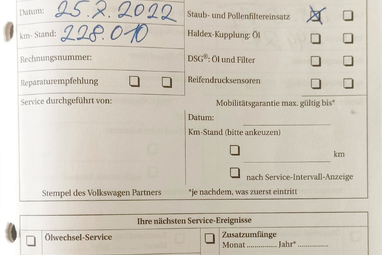 Datum: 25.2.2022
Staub- und Pollenfiltereinsatz
km-Stand: 228.010
Haldex-Kupplung: Öl
Rechnungsnummer:
DSG®: Öl und Filter
Reparaturempfehlung
Reifendrucksensoren
Service durchgeführt von:
Mobilitätsgarantie max. gültig bis*
Datum:
Km-Stand (bitte ankeuzen)
km
nach Service-Intervall-Anzeige
Stempel des Volkswagen Partners
*je nachdem, was zuerst eintritt
Ihre nächsten Service-Ereignisse
Ölwechsel-Service
Zusatzumfänge
Monat ............... Jahr* ...............